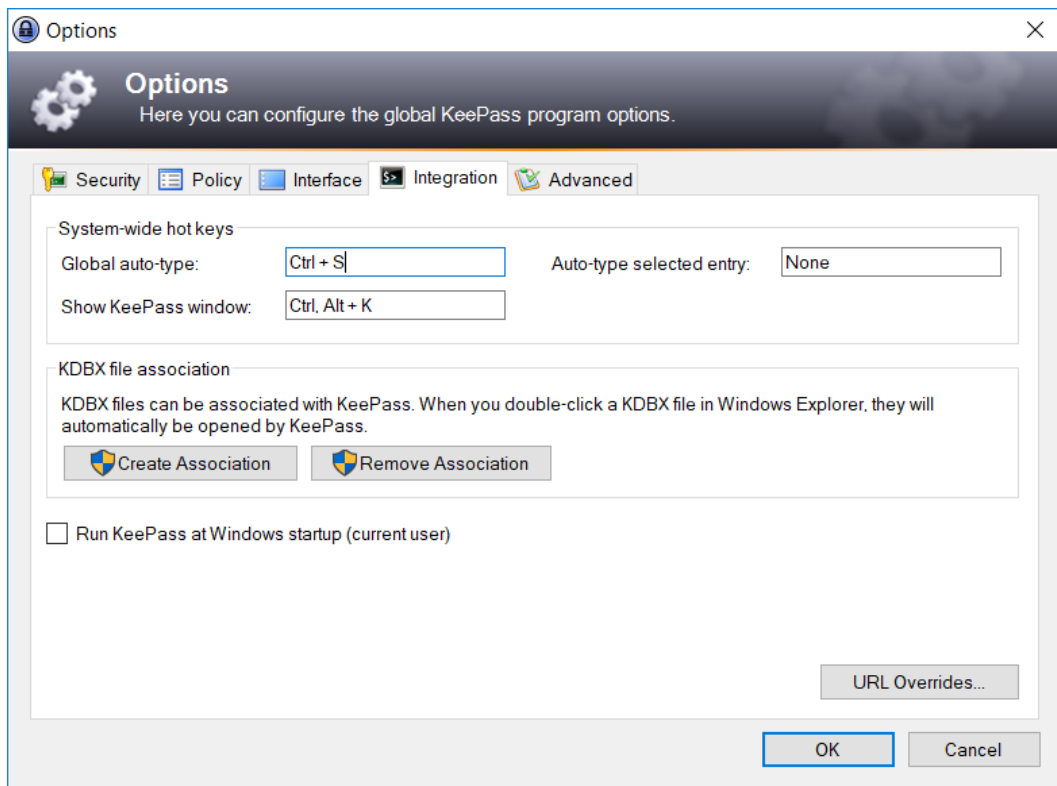 Options
Options
Here you can configure the global KeePass program options.
Security
Policy
Interface
Integration
Advanced
System-wide hot keys
Global auto-type:
Ctrl + S
Auto-type selected entry:
None
Show KeePass window:
Ctrl, Alt + K
KDBX file association
KDBX files can be associated with KeePass. When you double-click a KDBX file in Windows Explorer, they will
automatically be opened by KeePass.
Create Association
Remove Association
Run KeePass at Windows startup (current user)
URL Overrides...
OK
Cancel